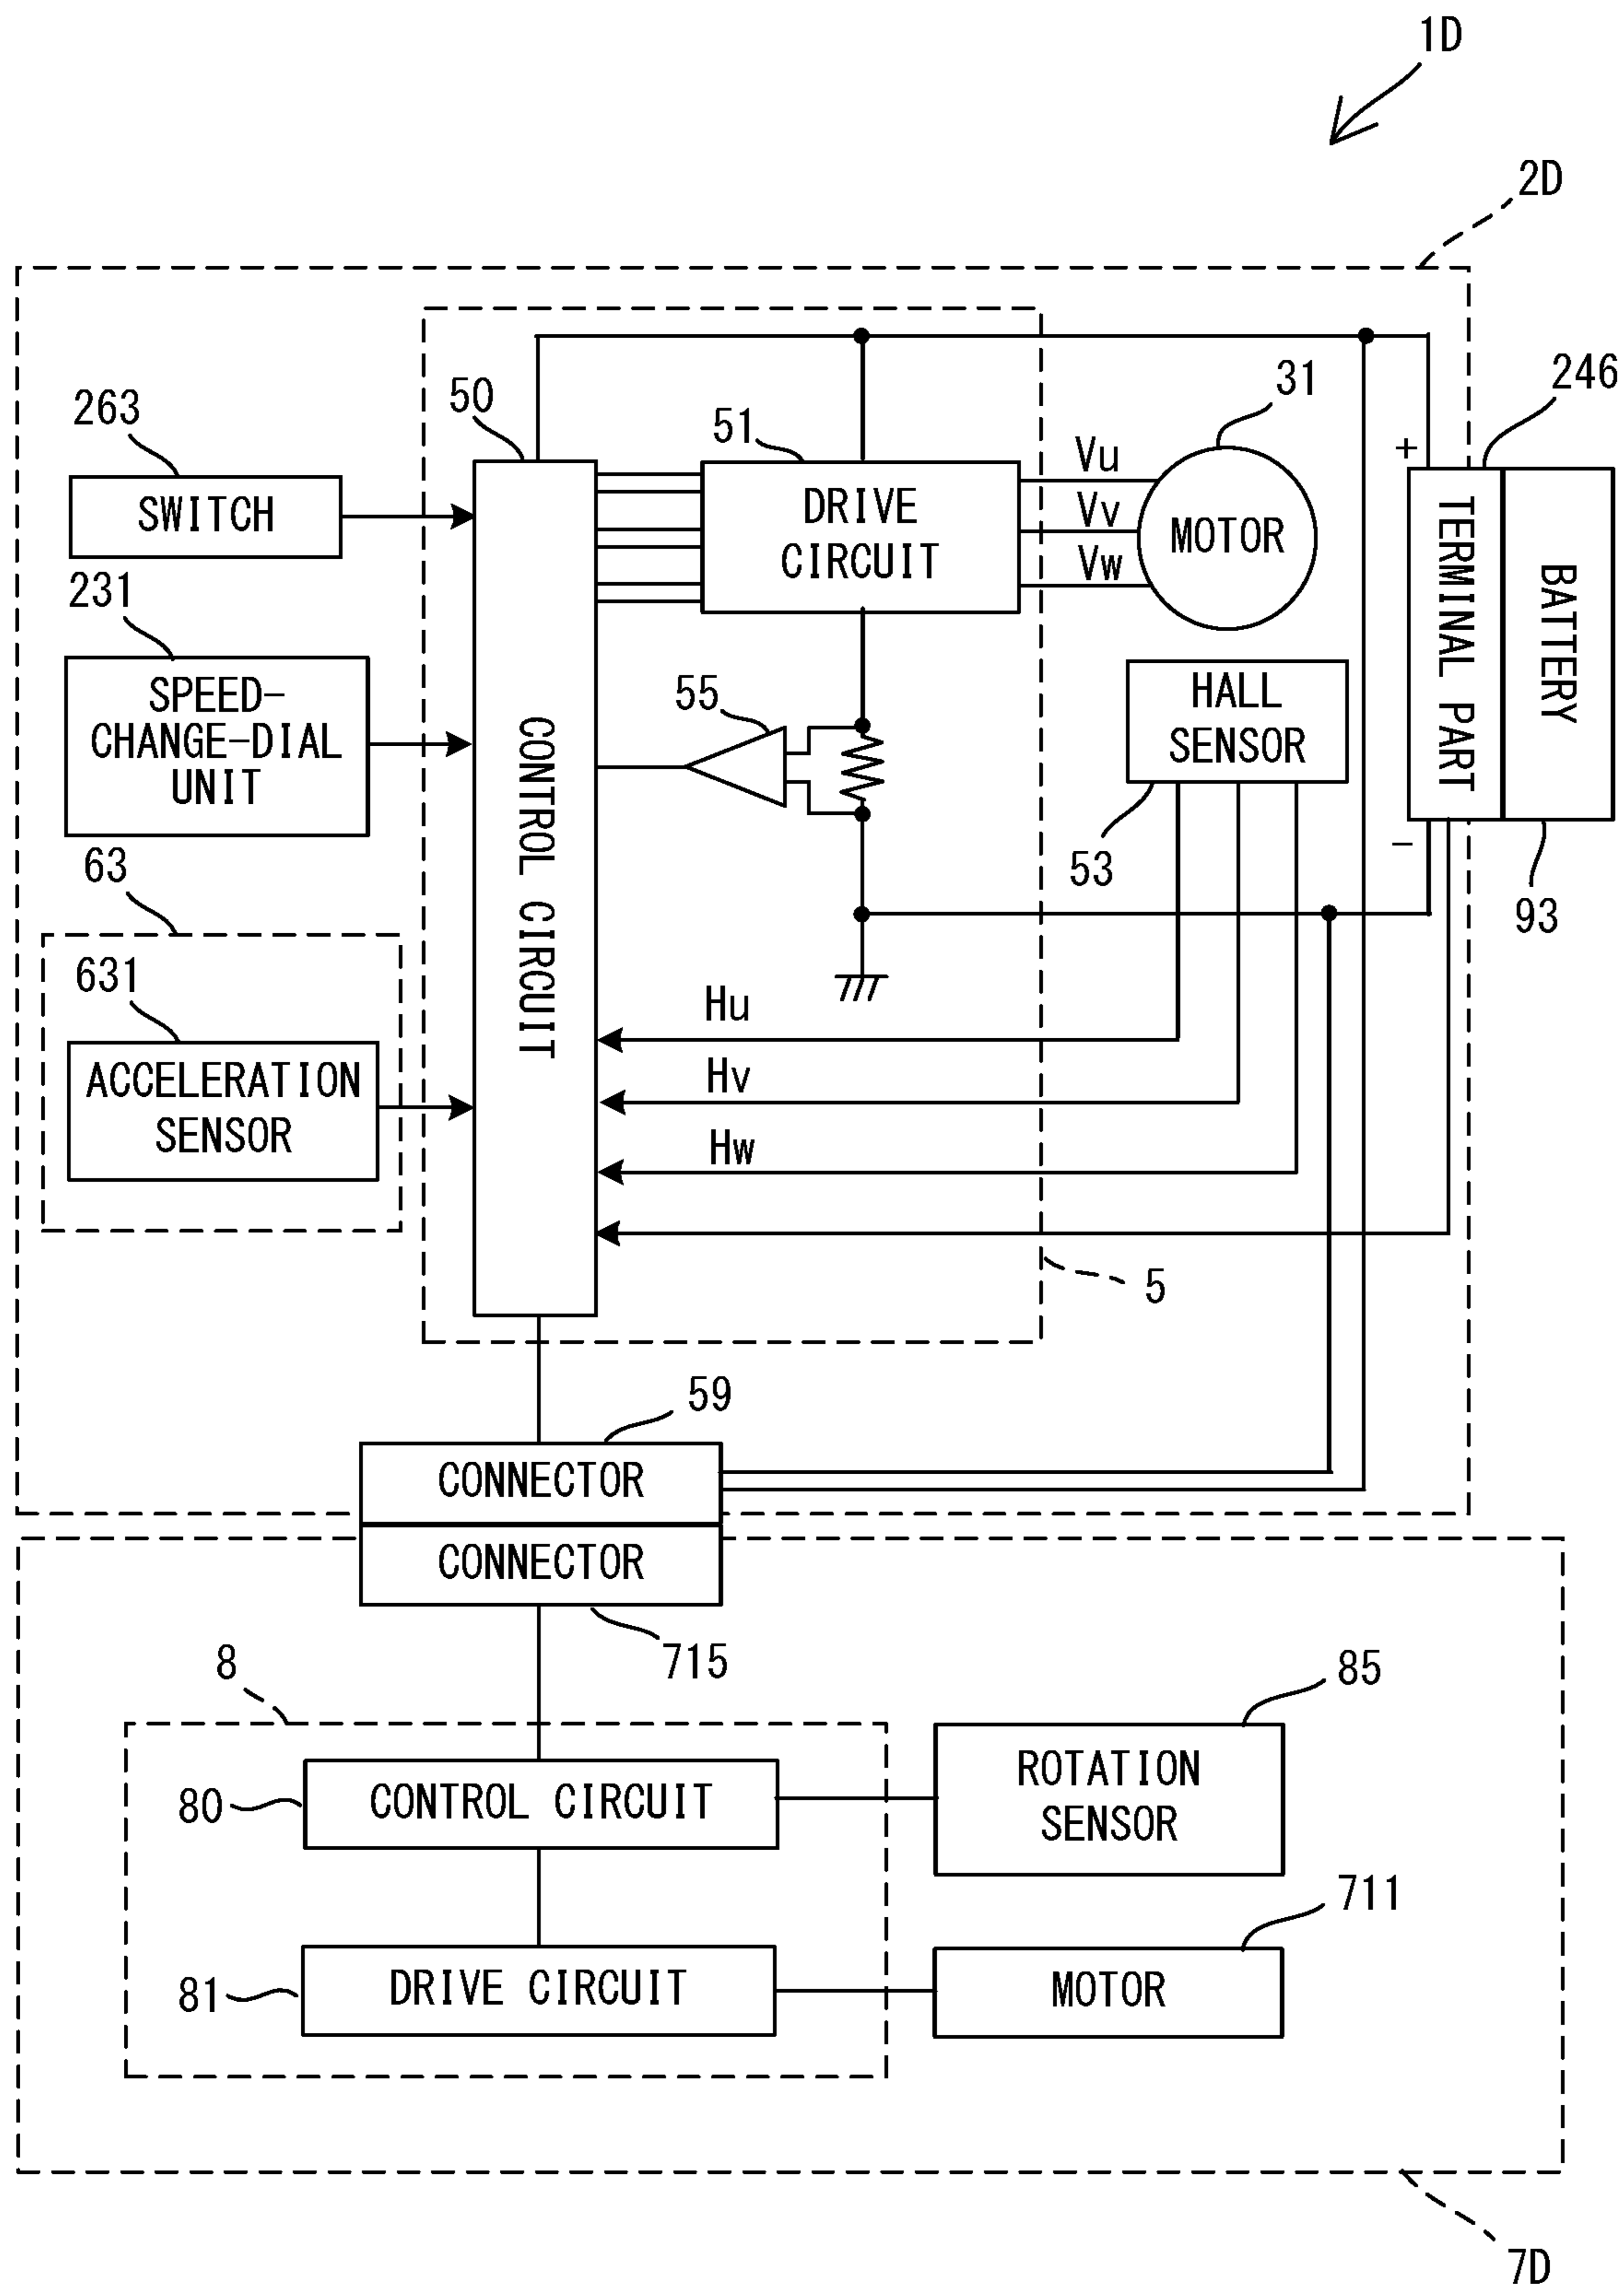 1D
2D
263
50
51
31
246
Vu
+
SWITCH
DRIVE
CIRCUIT
Vv
MOTOR
Vw
231
TERMINAL PART
BATTERY
SPEED-
CHANGE-DIAL
UNIT
55
HALL
SENSOR
CONTROL CIRCUIT
63
53
-
93
631
Hu
ACCELERATION
SENSOR
Hv
Hw
5
59
CONNECTOR
CONNECTOR
715
8
85
80
CONTROL CIRCUIT
ROTATION
SENSOR
711
81
DRIVE CIRCUIT
MOTOR
7D